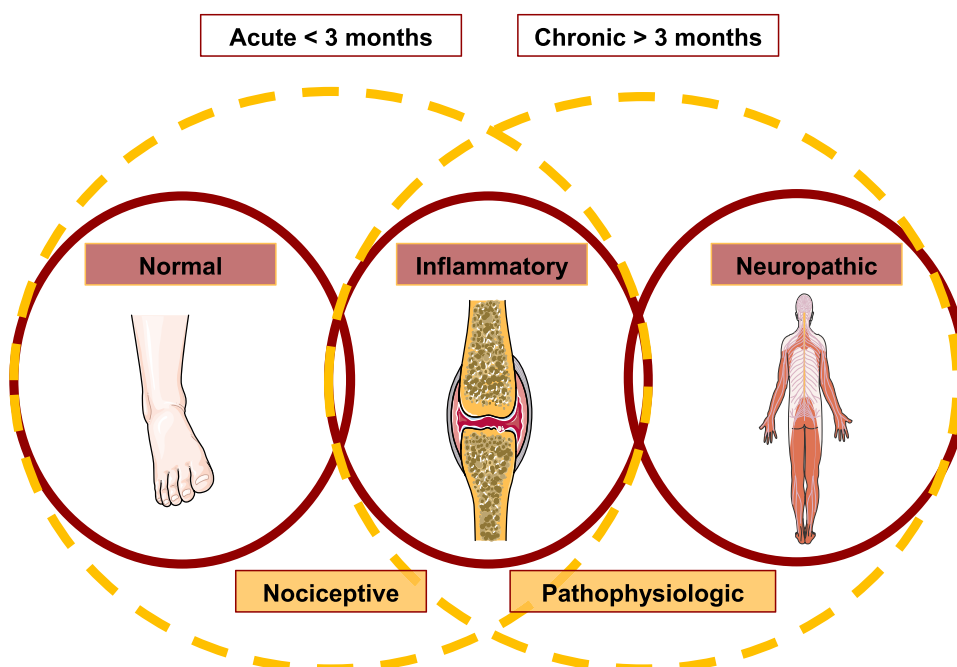 Acute < 3 months
Chronic > 3 months
Normal
Inflammatory
Neuropathic
Nociceptive
Pathophysiologic